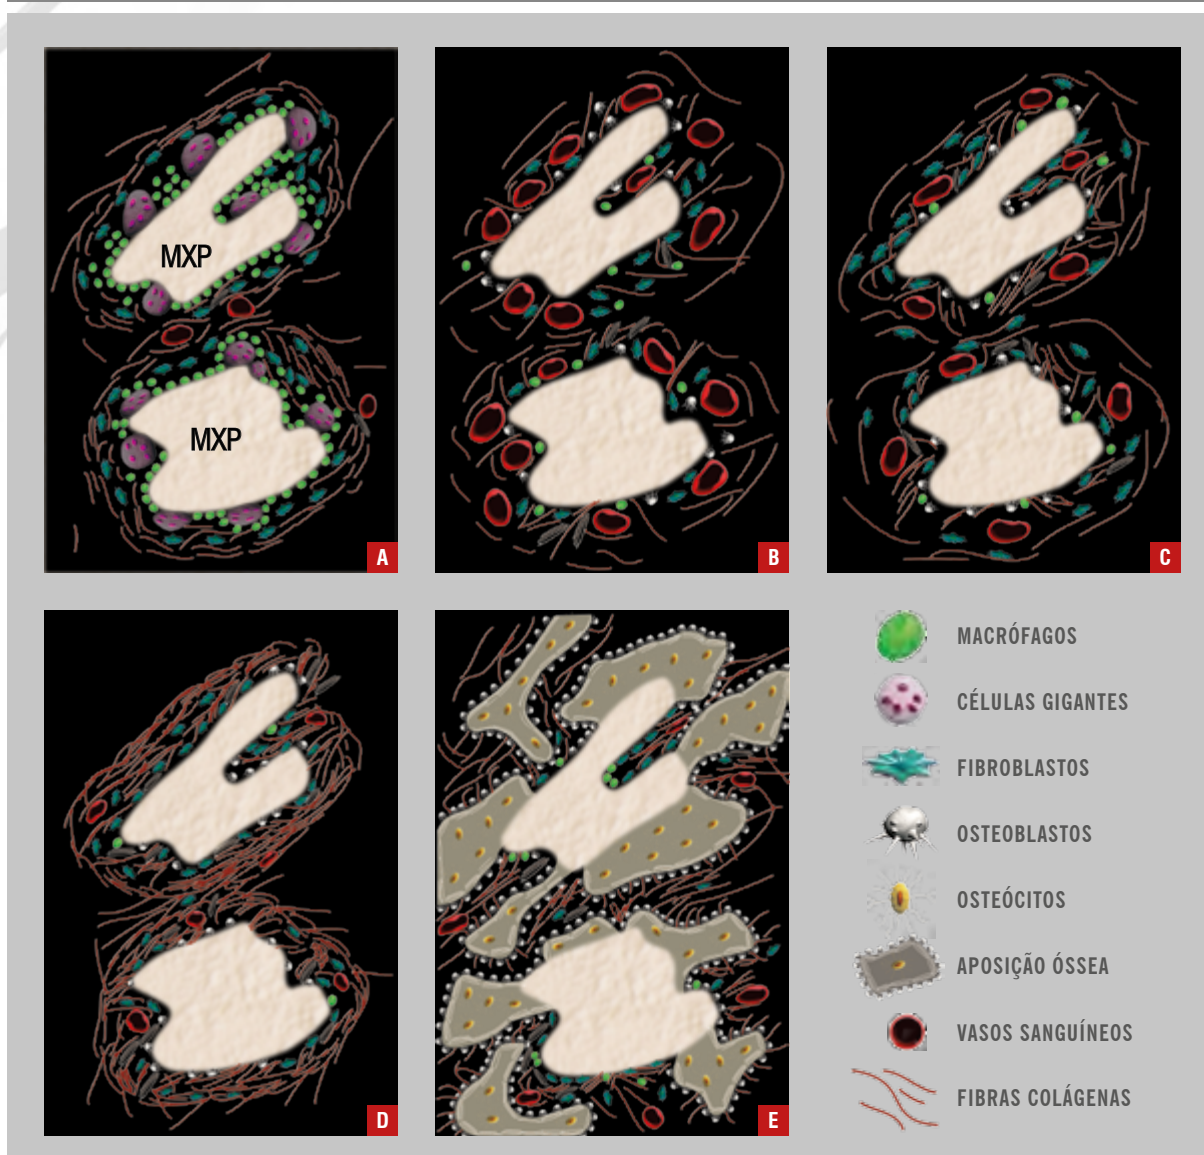 MXP
MXP
A
B
C
D
E
MACRÓFAGOS
CÉLULAS GIGANTES
FIBROBLASTOS
OSTEOBLASTOS
OSTEÓCITOS
APOSIÇÃO ÓSSEA
VASOS SANGUÍNEOS
FIBRAS COLÁGENAS